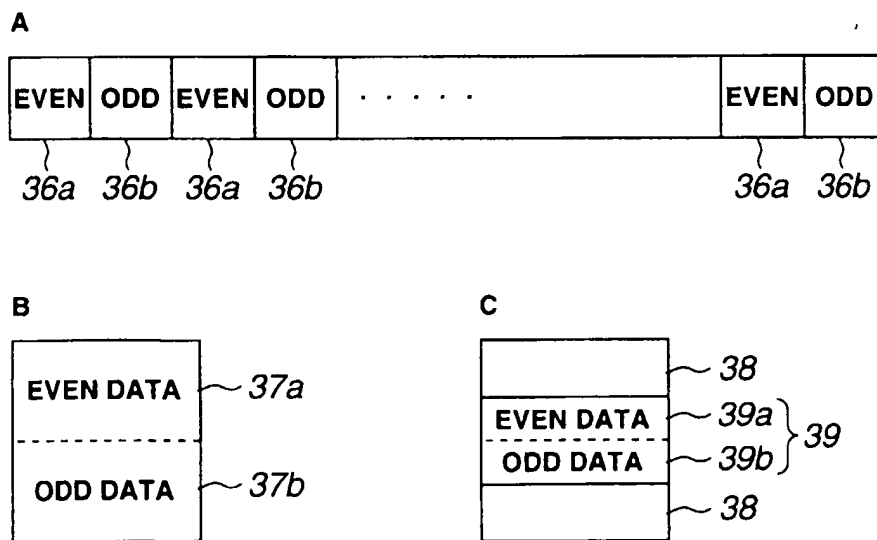 A
EVEN ODD EVEN ODD ····· EVEN ODD
36a 36b 36a 36b 36a 36b
B
EVEN DATA 37a
ODD DATA 37b
C
38
EVEN DATA 39a
39
ODD DATA 39b
38